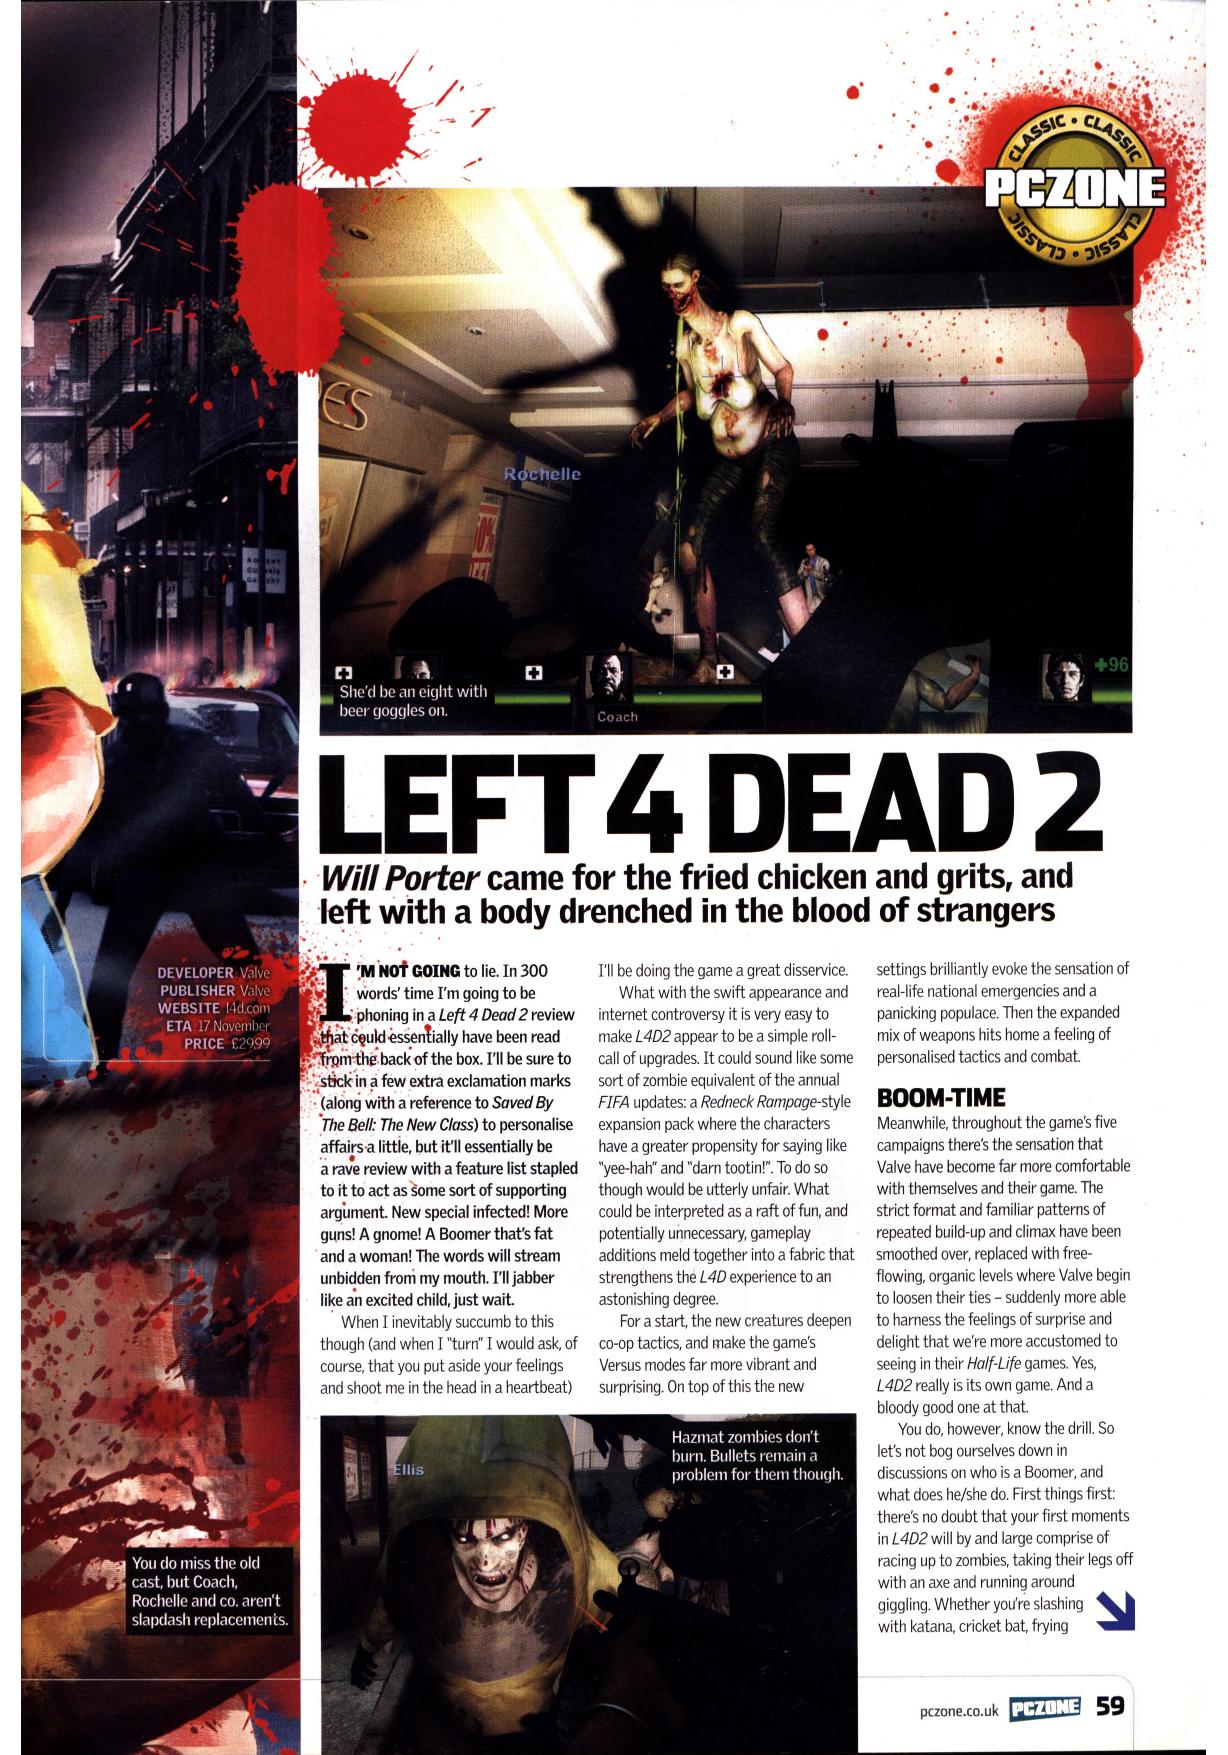 CLASSIC • CLASSIC
PCZONE
CLASSIC • CLASSIC
ES
Rochelle
60%
+96
She'd be an eight with
beer goggles on.
Coach
LEFT 4 DEAD 2
Will Porter came for the fried chicken and grits, and
left with a body drenched in the blood of strangers
DEVELOPER Valve
PUBLISHER Valve
WEBSITE l4d.com
ETA 17 November
PRICE £29.99
I'M NOT GOING to lie. In 300
words' time I'm going to be
phoning in a Left 4 Dead 2 review
that could essentially have been read
from the back of the box. I'll be sure to
stick in a few extra exclamation marks
(along with a reference to Saved By
The Bell: The New Class) to personalise
affairs a little, but it'll essentially be
a rave review with a feature list stapled
to it to act as some sort of supporting
argument. New special infected! More
guns! A gnome! A Boomer that's fat
and a woman! The words will stream
unbidden from my mouth. I'll jabber
like an excited child, just wait.
When I inevitably succumb to this
though (and when I "turn" I would ask, of
course, that you put aside your feelings
and shoot me in the head in a heartbeat)
I'll be doing the game a great disservice.
What with the swift appearance and
internet controversy it is very easy to
make L4D2 appear to be a simple roll-
call of upgrades. It could sound like some
sort of zombie equivalent of the annual
FIFA updates: a Redneck Rampage-style
expansion pack where the characters
have a greater propensity for saying like
"yee-hah" and "darn tootin!". To do so
though would be utterly unfair. What
could be interpreted as a raft of fun, and
potentially unnecessary, gameplay
additions meld together into a fabric that
strengthens the L4D experience to an
astonishing degree.
For a start, the new creatures deepen
co-op tactics, and make the game's
Versus modes far more vibrant and
surprising. On top of this the new
settings brilliantly evoke the sensation of
real-life national emergencies and a
panicking populace. Then the expanded
mix of weapons hits home a feeling of
personalised tactics and combat.
BOOM-TIME
Meanwhile, throughout the game's five
campaigns there's the sensation that
Valve have become far more comfortable
with themselves and their game. The
strict format and familiar patterns of
repeated build-up and climax have been
smoothed over, replaced with free-
flowing, organic levels where Valve begin
to loosen their ties – suddenly more able
to harness the feelings of surprise and
delight that we're more accustomed to
seeing in their Half-Life games. Yes,
L4D2 really is its own game. And a
bloody good one at that.
You do, however, know the drill. So
let's not bog ourselves down in
discussions on who is a Boomer, and
what does he/she do. First things first:
there's no doubt that your first moments
in L4D2 will by and large comprise of
racing up to zombies, taking their legs off
with an axe and running around
giggling. Whether you're slashing
with katana, cricket bat, frying
Ellis
Hazmat zombies don't
burn. Bullets remain a
problem for them though.
You do miss the old
cast, but Coach,
Rochelle and co. aren't
slapdash replacements.
pczone.co.uk PCZONE 59